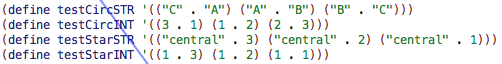 (define testCircSTR '(("C" . "A") ("A" . "B") ("B" . "C")))
(define testCircINT '((3 . 1) (1 . 2) (2 . 3)))
(define testStarSTR '(("central" . 3) ("central" . 2) ("central" . 1)))
(define testStarINT '((1 . 3) (1 . 2) (1 . 1)))